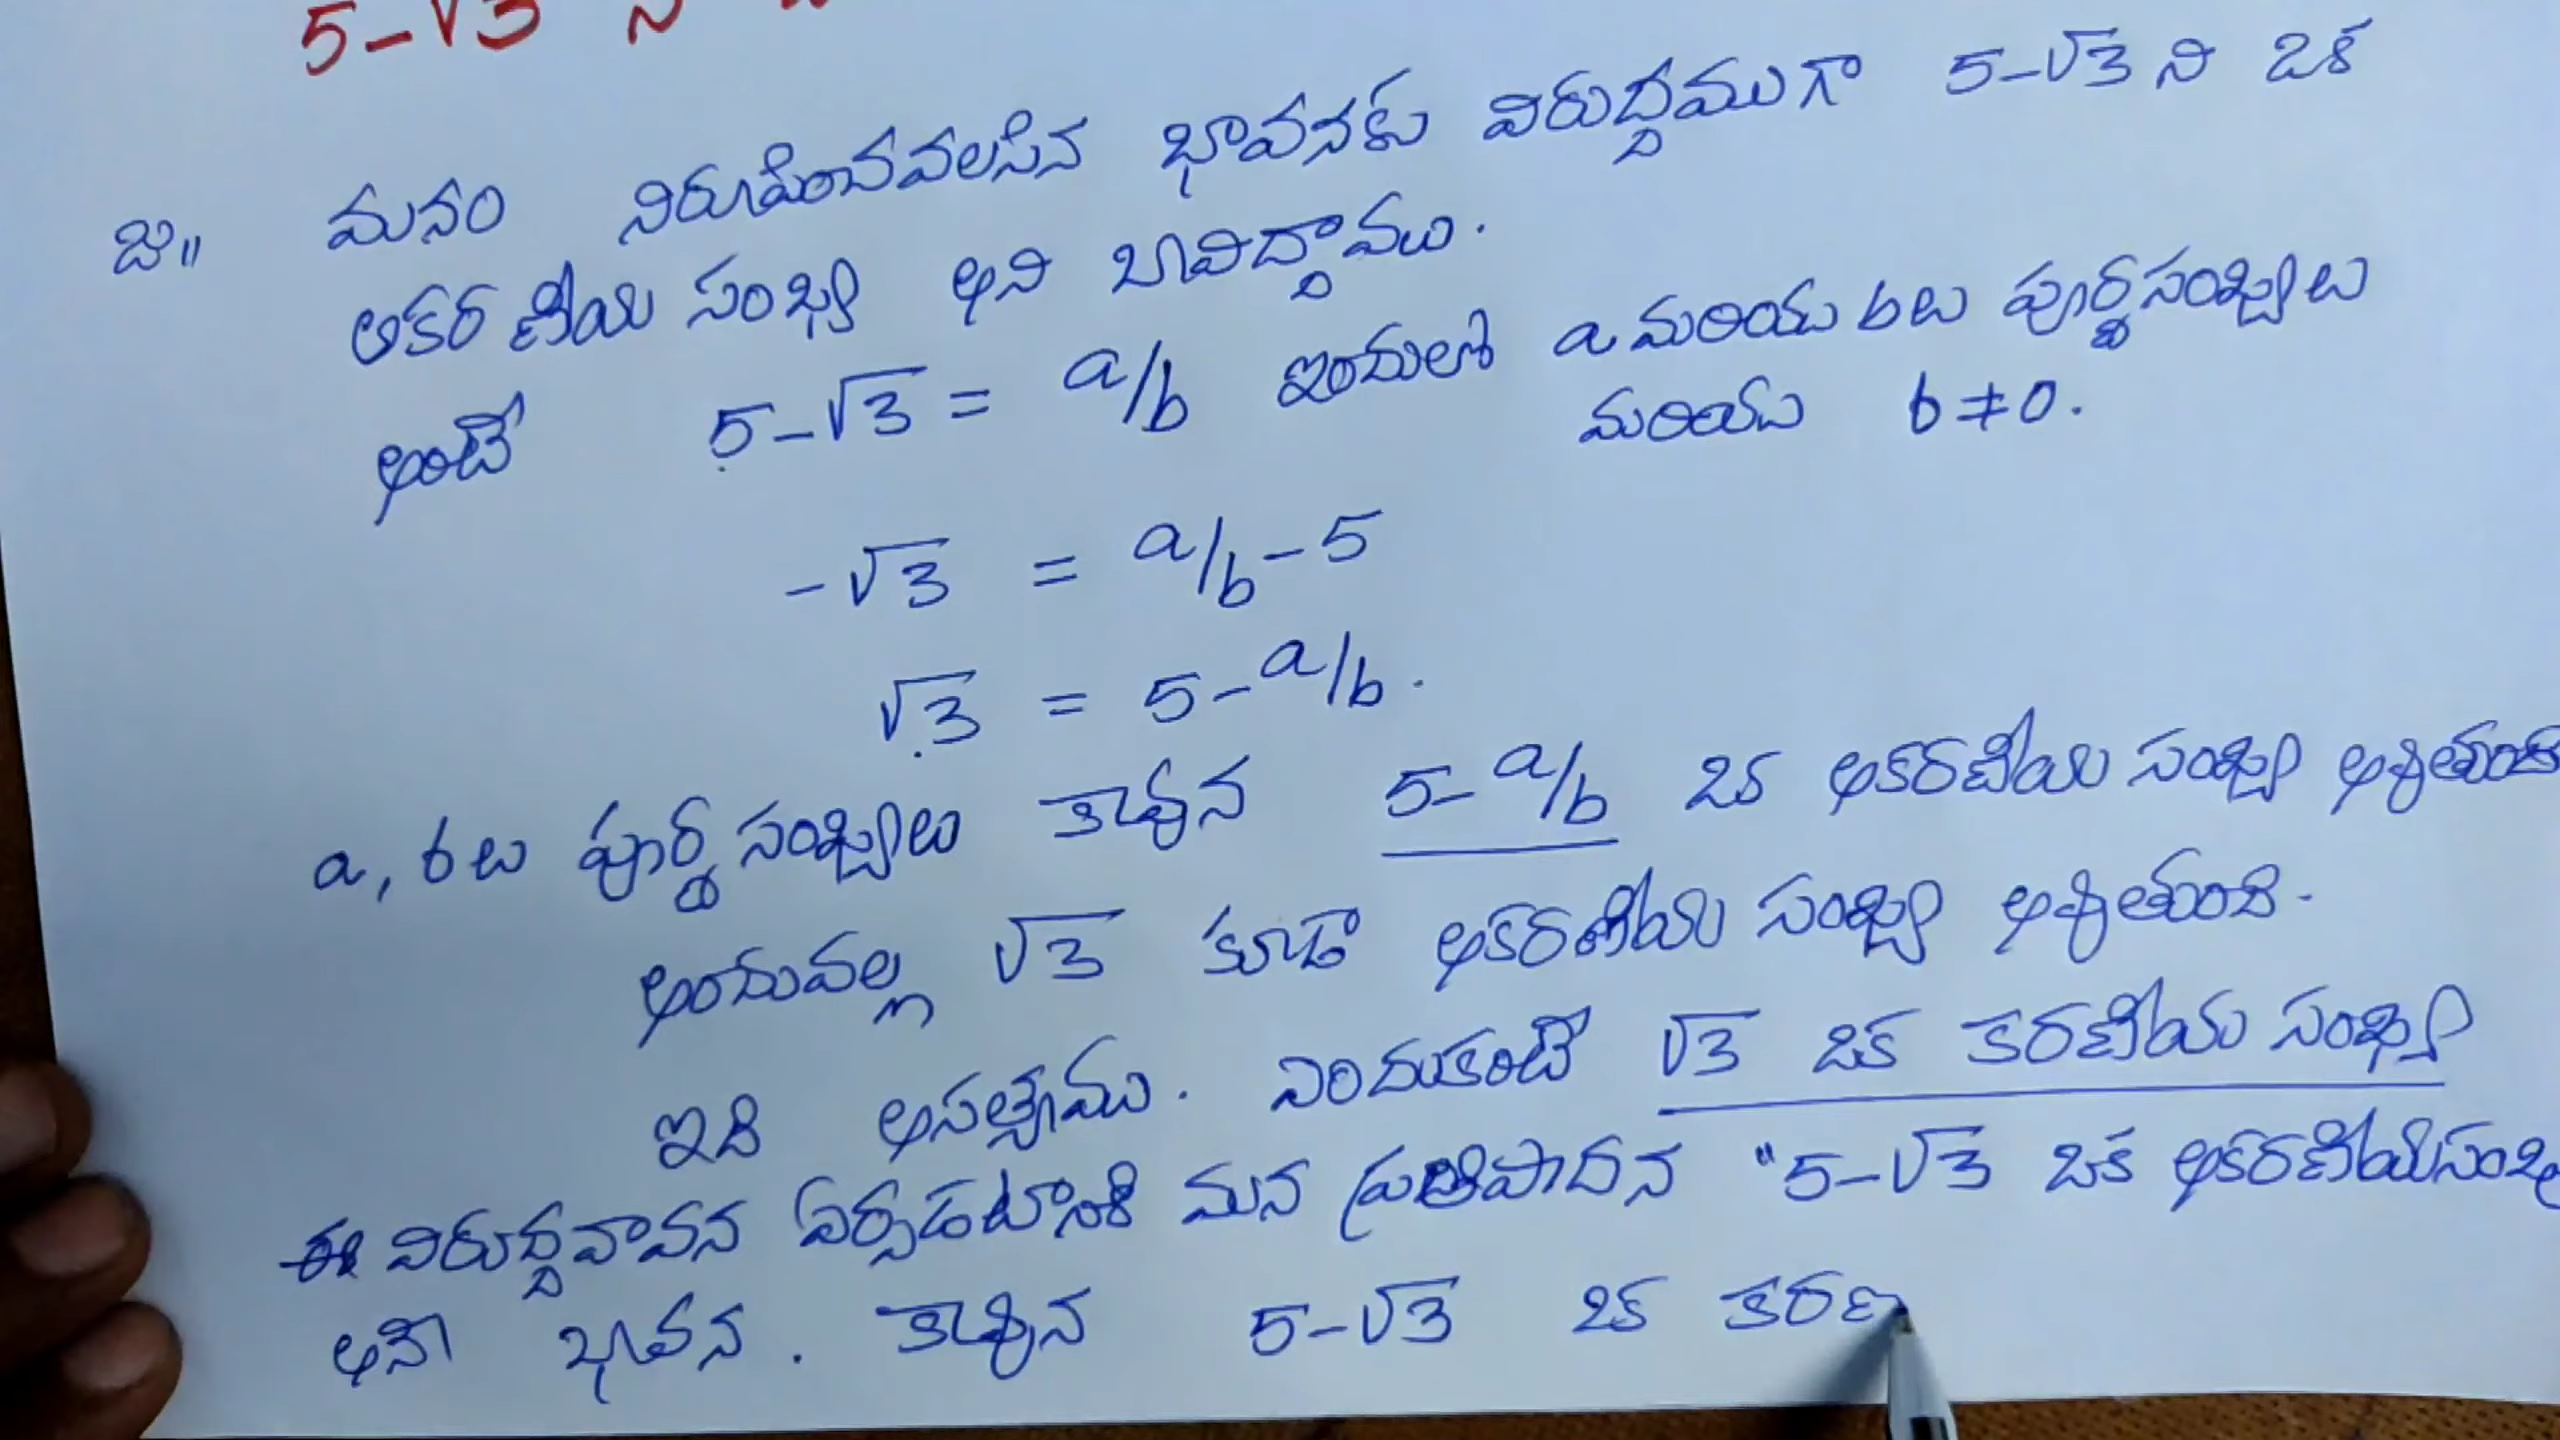 5-√3 ని
జ॥ మనం నిరూపించవలసిన భావనకు విరుద్ధముగా 5-√3 ని ఒక
అకరణీయ సంఖ్య అని బావిద్దాము.
అంటే 5-√3 = a/b ఇందులో a మరియు b లు పూర్ణసంఖ్యలు
మరియు b ≠ 0.
-√3 = a/b - 5
√3 = 5 - a/b.
a, b లు పూర్ణ సంఖ్యలు కావున 5 - a/b ఒక అకరణీయ సంఖ్య అవుతుంది
అందువల్ల √3 కూడా అకరణీయ సంఖ్య అవుతుంది.
ఇది అసత్యము. ఎందుకంటే √3 ఒక కరణీయ సంఖ్య
ఈ విరుద్ధవావన ఏర్పడటానికి మన ప్రతిపాదన "5-√3 ఒక అకరణీయసంఖ్య
అనే భావన. కావున 5-√3 ఒక కరణ